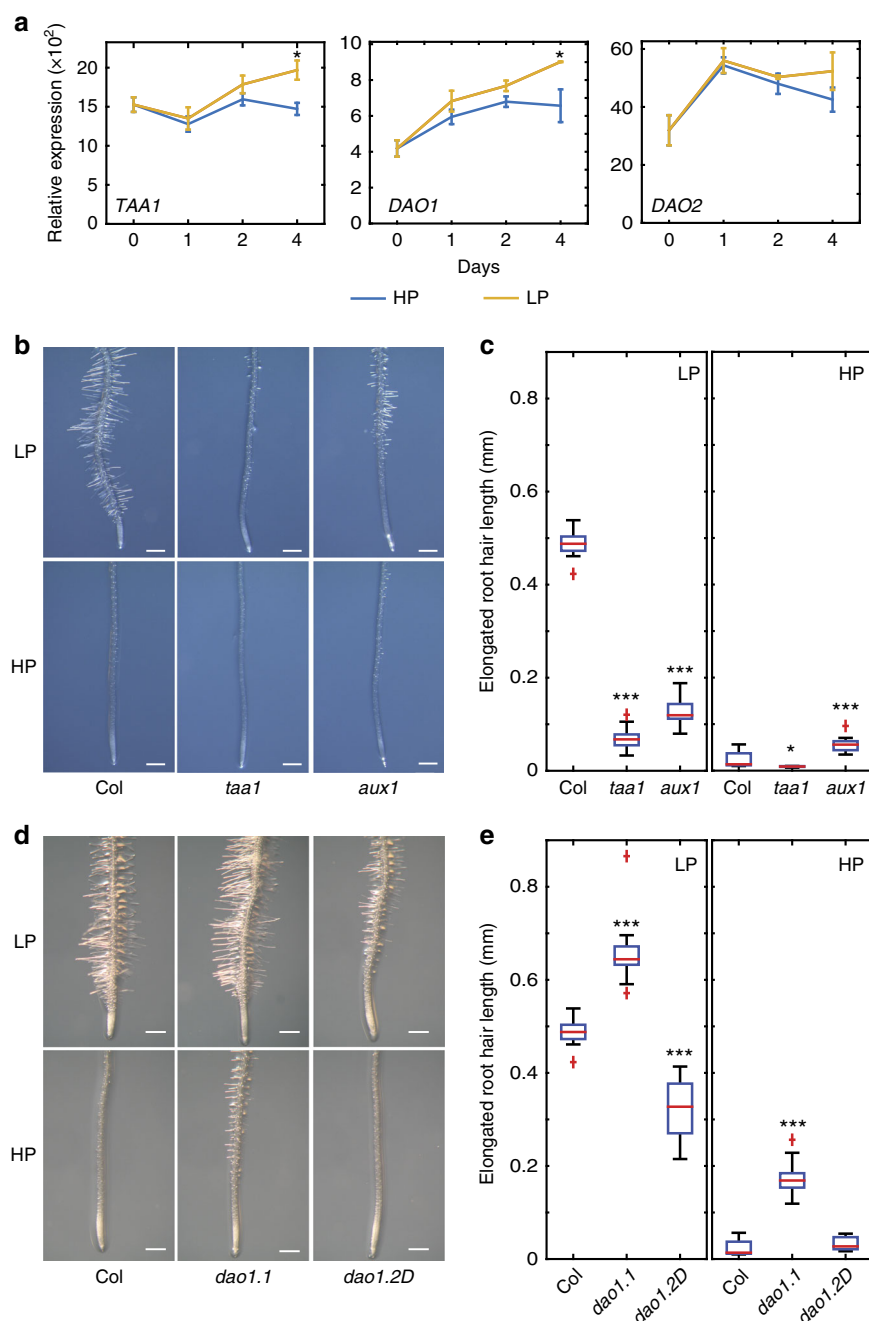 a
Relative expression (×10²)
20
15
10
5
0
TAA1
*
0 1 2 4
10
8
6
4
2
0
DAO1
*
0 1 2 4
Days
60
40
20
0
DAO2
0 1 2 4
HP LP
b
LP
HP
Col taa1 aux1
c
Elongated root hair length (mm)
0.8
0.6
0.4
0.2
0
LP
***
***
Col taa1 aux1
HP
*
***
Col taa1 aux1
d
LP
HP
Col dao1.1 dao1.2D
e
Elongated root hair length (mm)
0.8
0.6
0.4
0.2
0
LP
***
***
Col dao1.1 dao1.2D
HP
***
Col dao1.1 dao1.2D